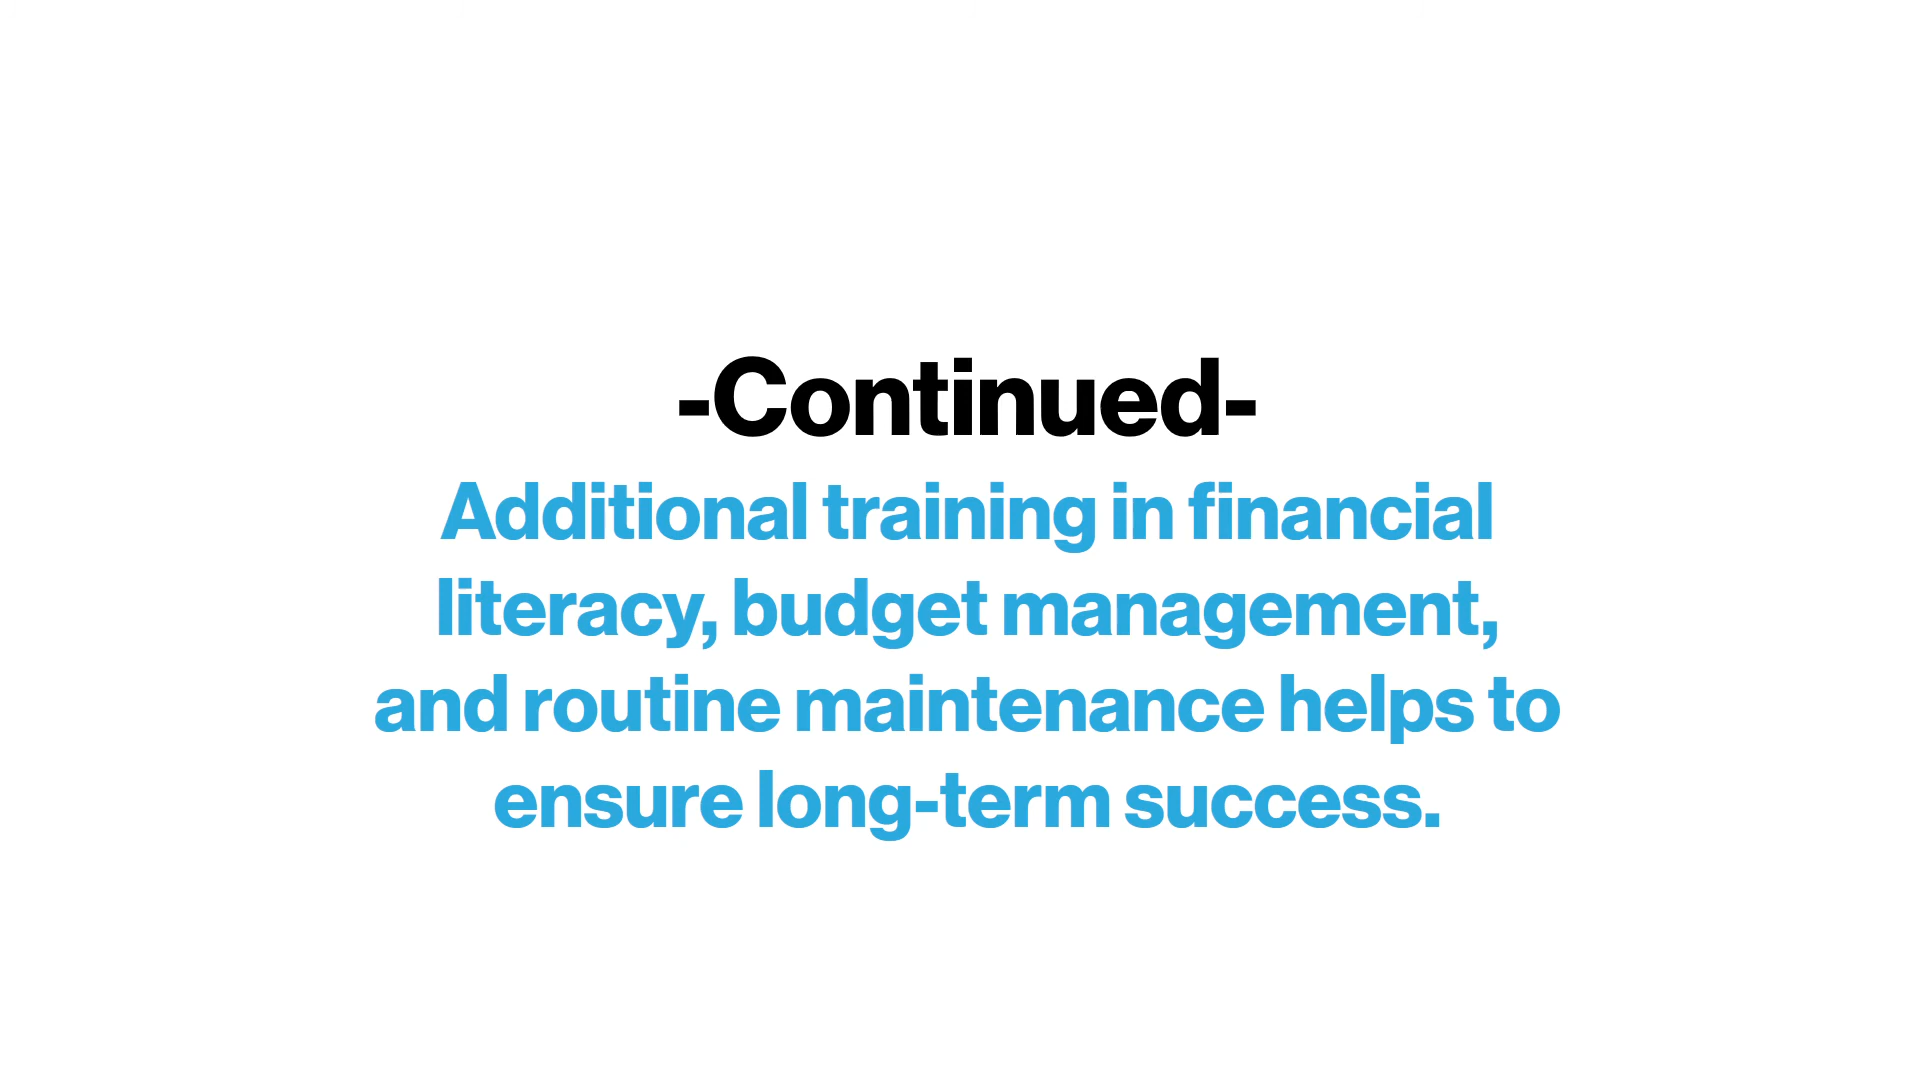 -Continued-
Additional training in financial
literacy, budget management,
and routine maintenance helps to
ensure long-term success.